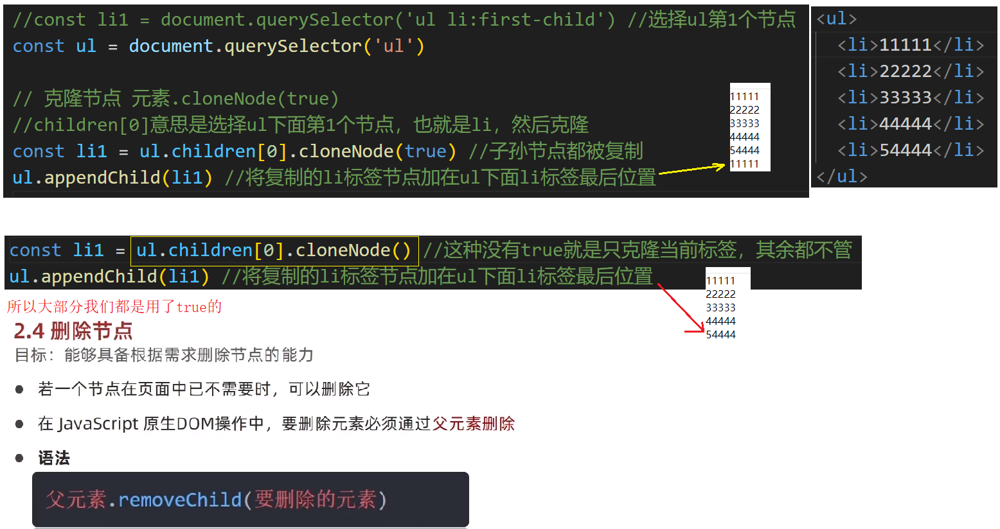 //const li1 = document.querySelector('ul li:first-child') //选择ul第1个节点
const ul = document.querySelector('ul')
// 克隆节点 元素.cloneNode(true)
//children[0]意思是选择ul下面第1个节点，也就是li，然后克隆
const li1 = ul.children[0].cloneNode(true) //子孙节点都被复制
ul.appendChild(li1) //将复制的li标签节点加在ul下面li标签最后位置
11111
22222
33333
44444
54444
11111
<ul>
<li>11111</li>
<li>22222</li>
<li>33333</li>
<li>44444</li>
<li>54444</li>
</ul>
const li1 = ul.children[0].cloneNode() //这种没有true就是只克隆当前标签，其余都不管
ul.appendChild(li1) //将复制的li标签节点加在ul下面li标签最后位置
11111
22222
33333
44444
54444
所以大部分我们都是用了true的
2.4 删除节点
目标：能够具备根据需求删除节点的能力
● 若一个节点在页面中已不需要时，可以删除它
● 在 JavaScript 原生DOM操作中，要删除元素必须通过父元素删除
● 语法
父元素.removeChild(要删除的元素)